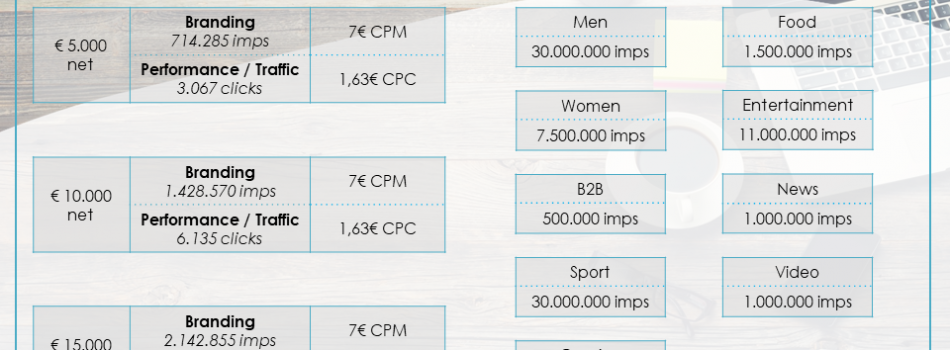 € 5.000
net
Branding
714.285 imps
7€ CPM
Performance / Traffic
3.067 clicks
1,63€ CPC
€ 10.000
net
Branding
1.428.570 imps
7€ CPM
Performance / Traffic
6.135 clicks
1,63€ CPC
€ 15.000
Branding
2.142.855 imps
7€ CPM
Men
30.000.000 imps
Food
1.500.000 imps
Women
7.500.000 imps
Entertainment
11.000.000 imps
B2B
500.000 imps
News
1.000.000 imps
Sport
30.000.000 imps
Video
1.000.000 imps